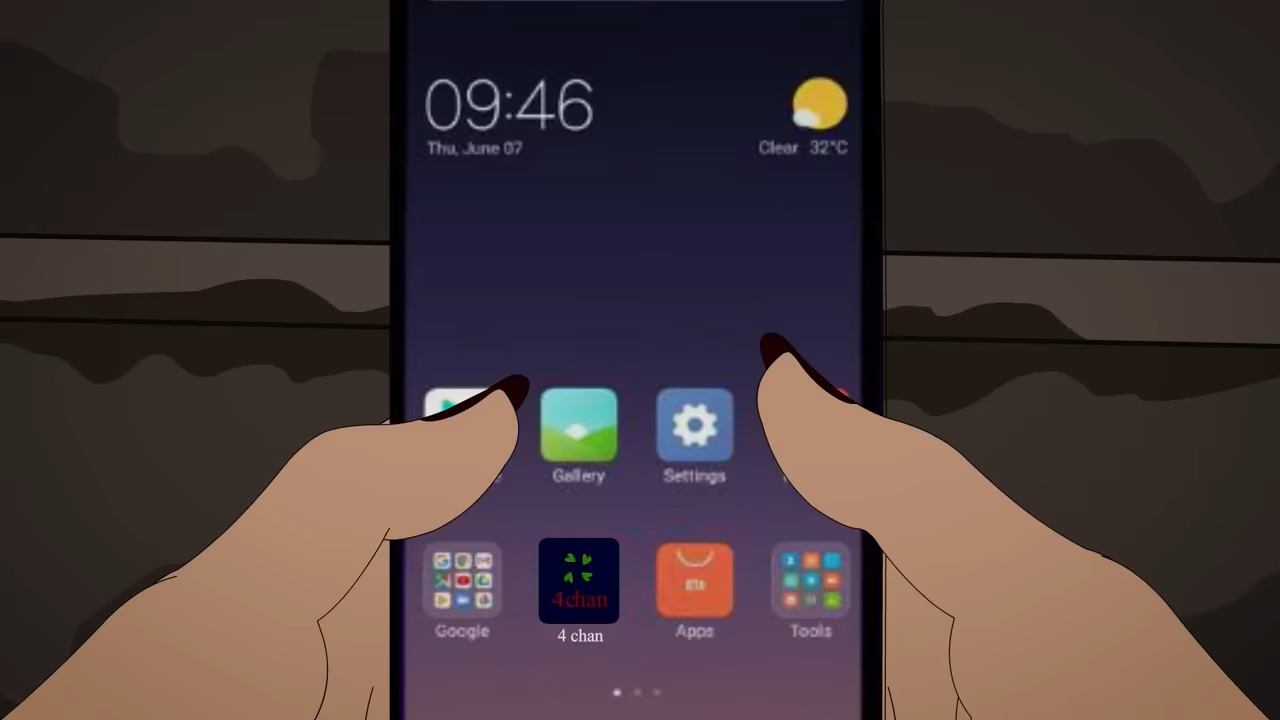 09:46
Thu, June 07
Clear 32°C
Gallery
Settings
4chan
Google
4 chan
Apps
Tools